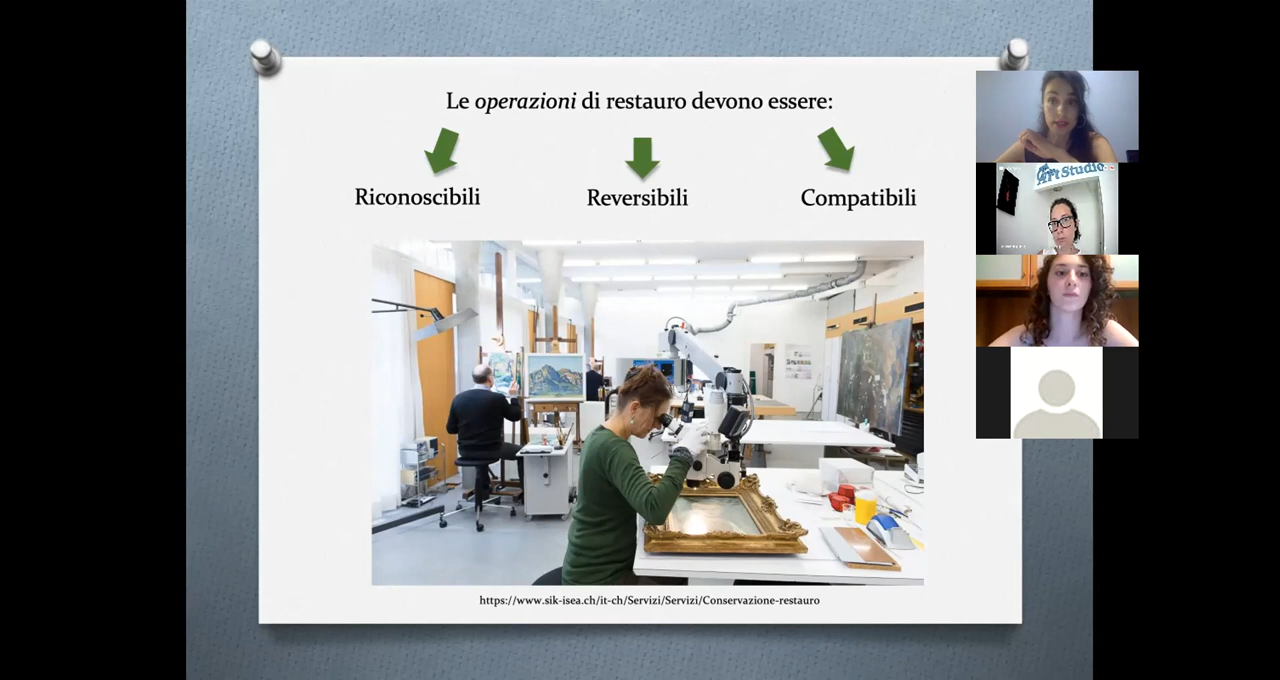 Le operazioni di restauro devono essere:
Riconoscibili
Reversibili
Compatibili
https://www.sik-isea.ch/it-ch/Servizi/Servizi/Conservazione-restauro
Art Studio